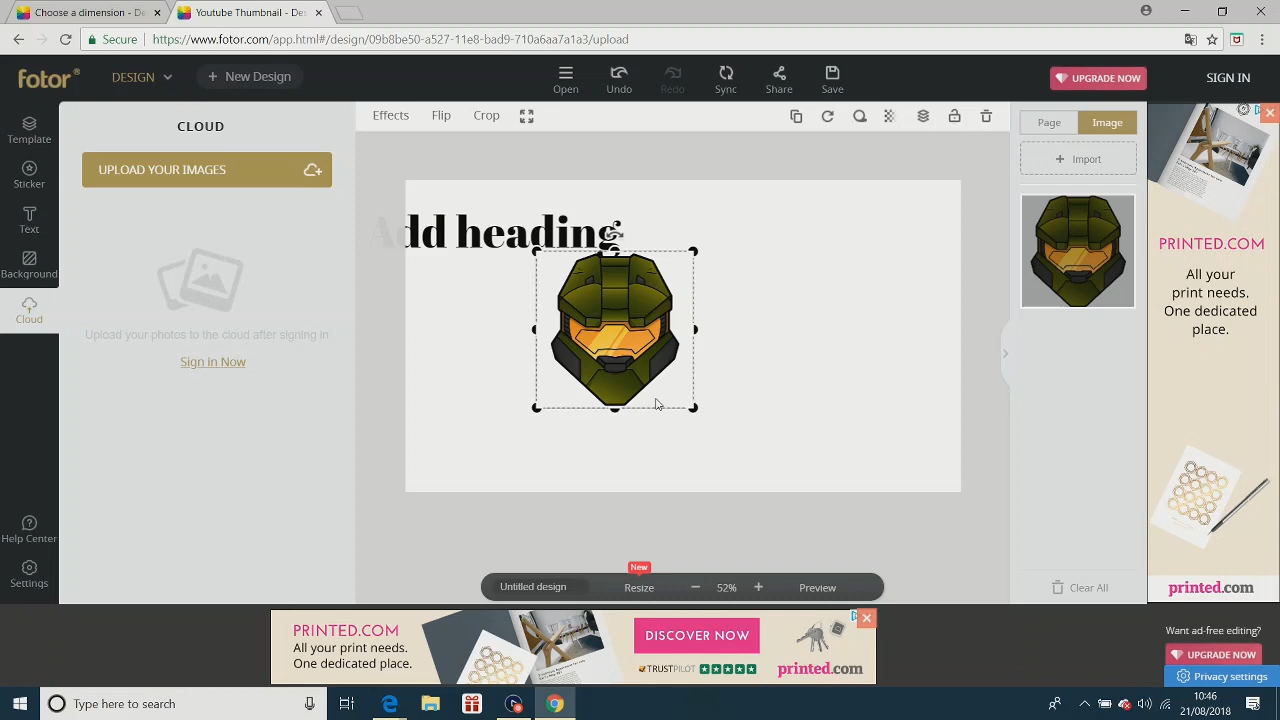 Choose a dimension - De
Youtube Thumbnail - Des
Secure
https://www.fotor.com/app.html#/design/09b8be50-a527-11e8-bad9-710a6aa7a1a3/upload
fotor®
DESIGN
+ New Design
Open
Undo
Redo
Sync
Share
Save
UPGRADE NOW
SIGN IN
Template
Sticker
Text
Background
Cloud
Help Center
Settings
CLOUD
UPLOAD YOUR IMAGES
Upload your photos to the cloud after signing in
Sign in Now
Effects
Flip
Crop
Add heading
Page
Image
+ Import
Clear All
New
Untitled design
Resize
52%
Preview
PRINTED.COM
All your
print needs.
One dedicated
place.
printed.com
PRINTED.COM
All your print needs.
One dedicated place.
DISCOVER NOW
TRUSTPILOT
printed.com
Want ad-free editing?
UPGRADE NOW
Privacy settings
Type here to search
10:46
21/08/2018